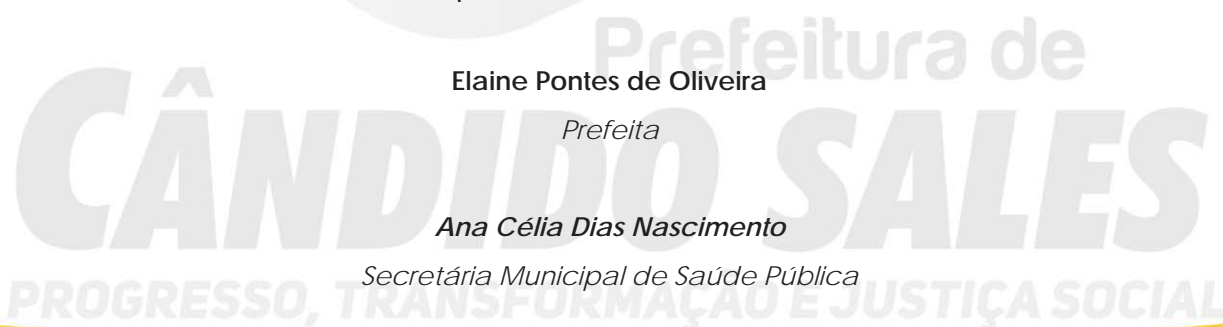 Prefeitura de
CÂNDIDO SALES
PROGRESSO, TRANSFORMAÇÃO E JUSTIÇA SOCIAL
Elaine Pontes de Oliveira
Prefeita
Ana Célia Dias Nascimento
Secretária Municipal de Saúde Pública